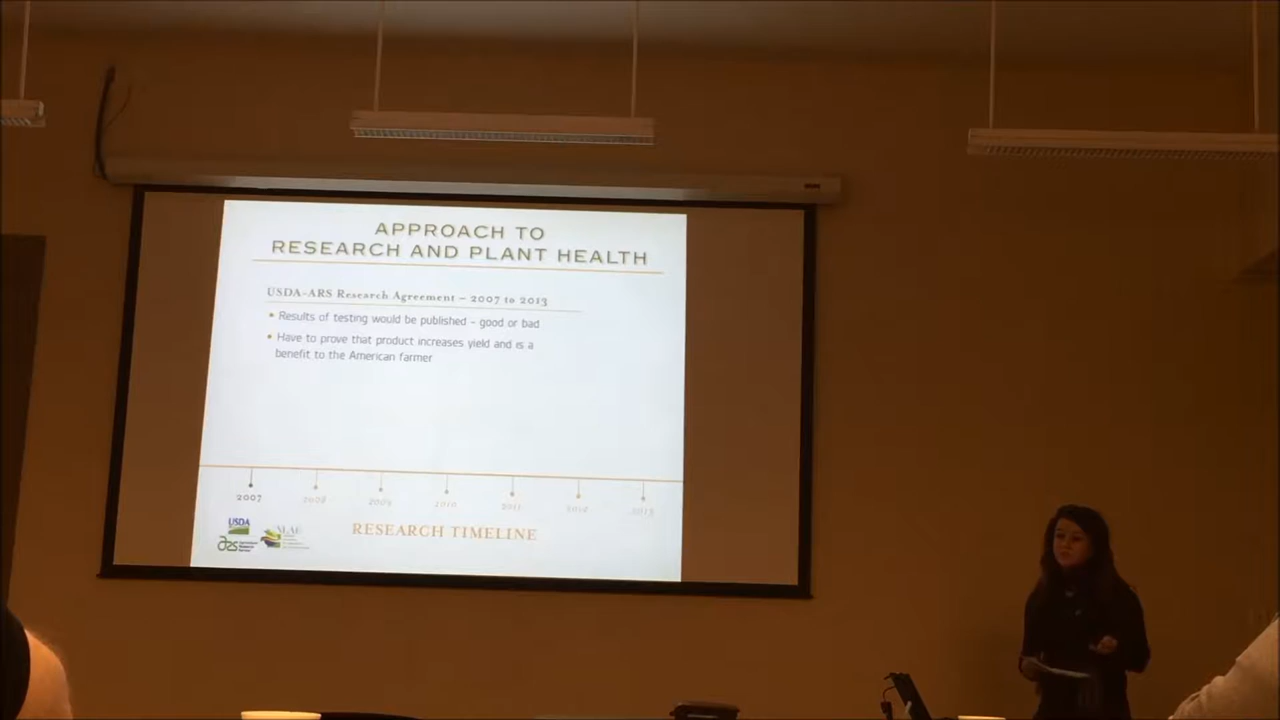 APPROACH TO
RESEARCH AND PLANT HEALTH
USDA-ARS Research Agreement – 2007 to 2013
• Results of testing would be published – good or bad
• Have to prove that product increases yield and is a
benefit to the American farmer
2007 2008 2009 2010 2011 2012 2013
RESEARCH TIMELINE
USDA